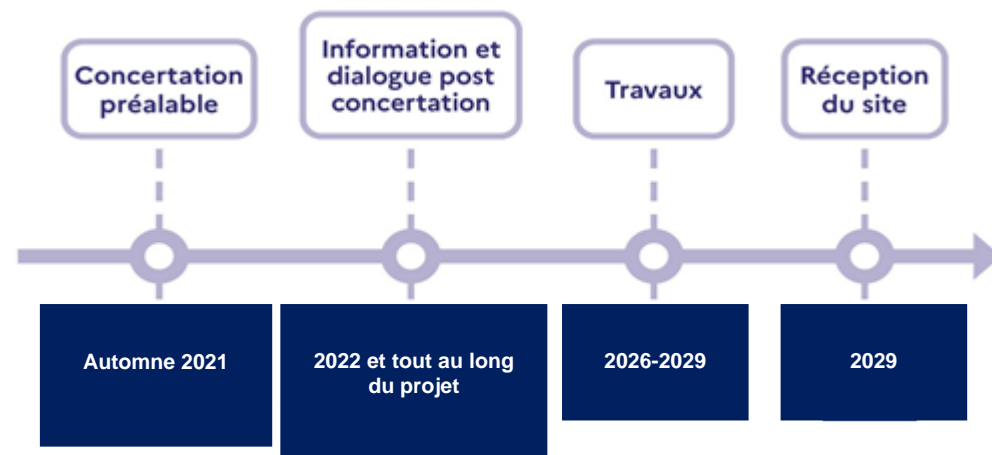 Concertation
préalable
Information et
dialogue post
concertation
Travaux
Réception
du site
Automne 2021
2022 et tout au long
du projet
2026-2029
2029